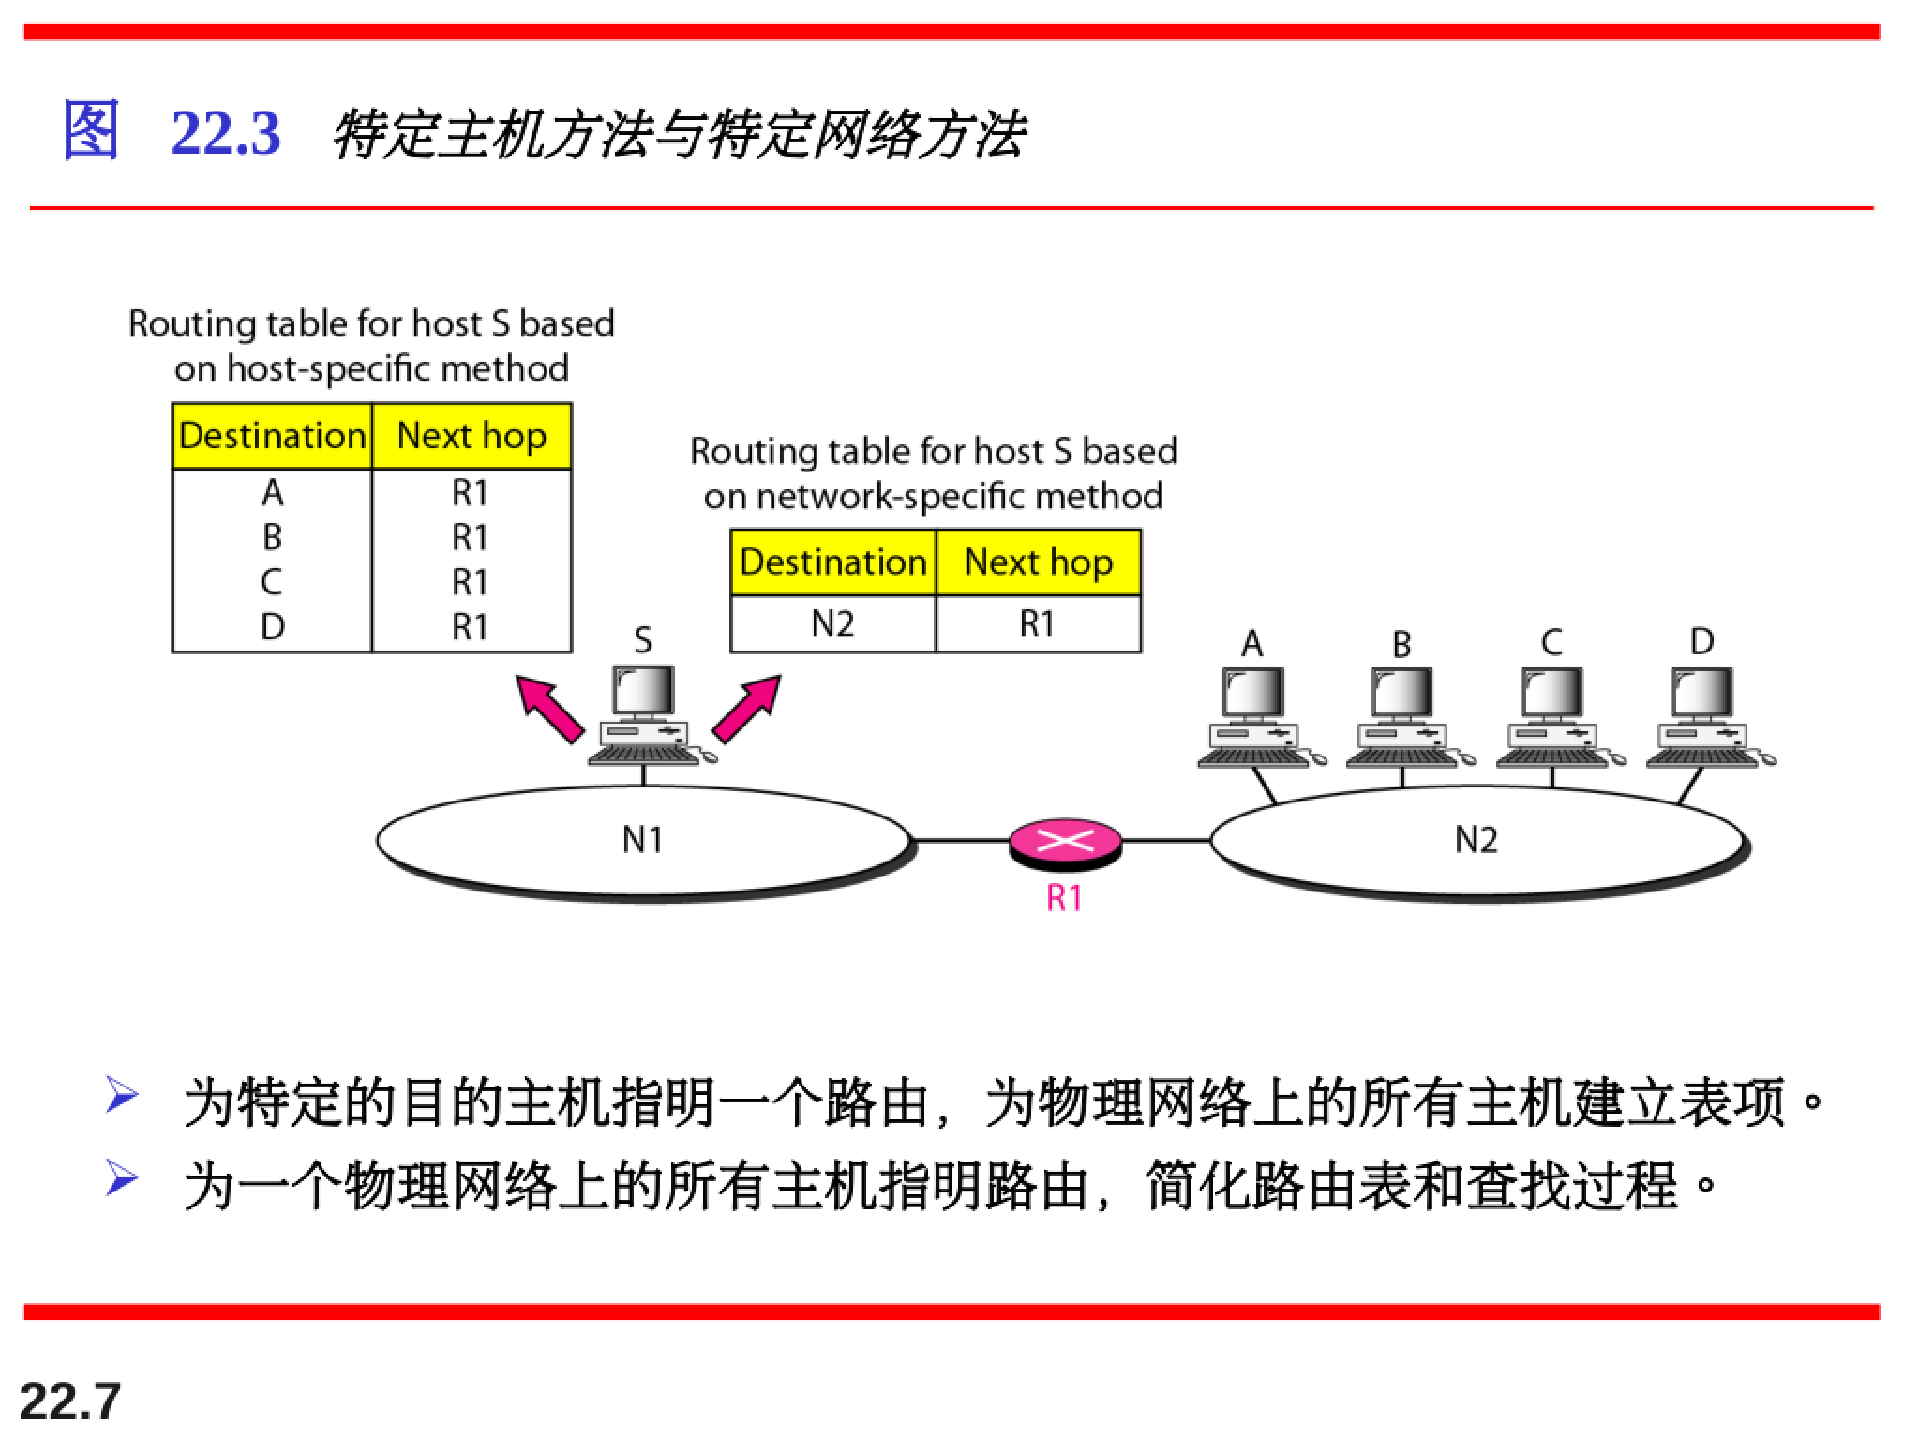 图 22.3 特定主机方法与特定网络方法
Routing table for host S based
on host-specific method
Destination Next hop
A R1
B R1
C R1
D R1
Routing table for host S based
on network-specific method
Destination Next hop
N2 R1
S
A B C D
N1
N2
R1
为特定的目的主机指明一个路由，为物理网络上的所有主机建立表项。
为一个物理网络上的所有主机指明路由，简化路由表和查找过程。
22.7